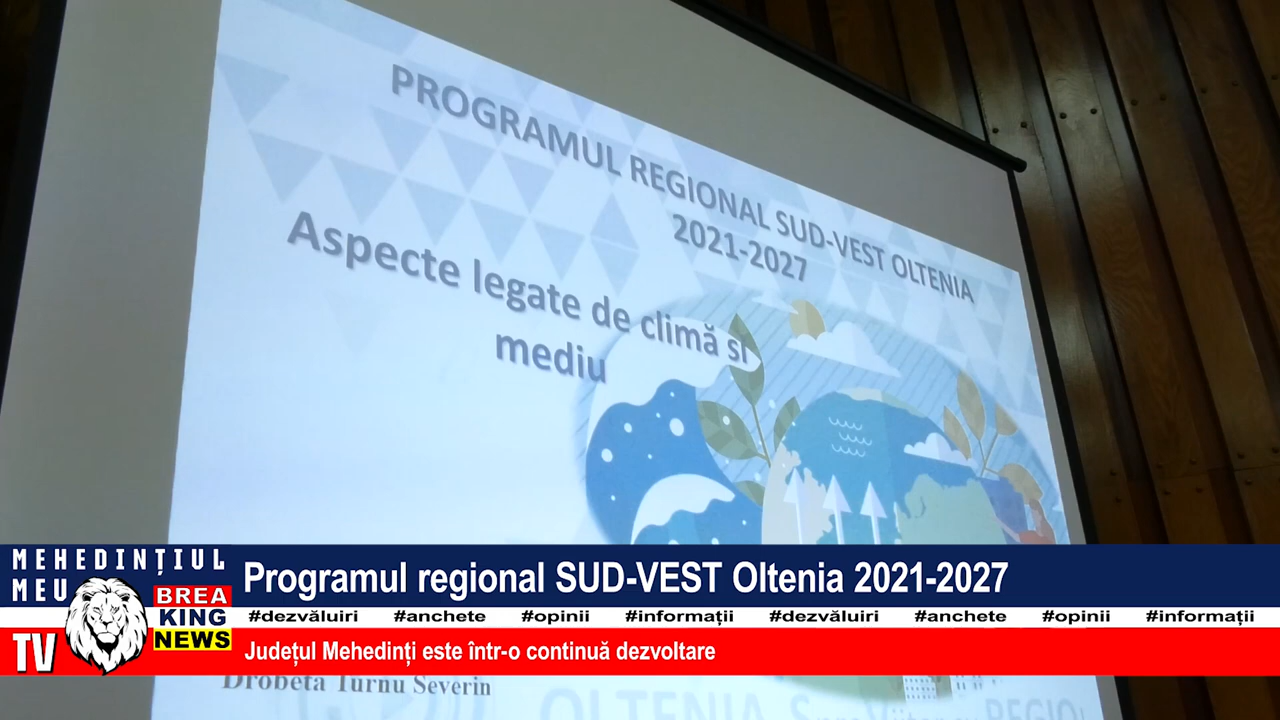 PROGRAMUL REGIONAL SUD-VEST OLTENIA
2021-2027
Aspecte legate de climă si
mediu
MEHEDINȚIUL
MEU
TV
BREA
KING
NEWS
Programul regional SUD-VEST Oltenia 2021-2027
#dezvăluiri #anchete #opinii #informații #dezvăluiri #anchete #opinii #informații
Județul Mehedinți este într-o continuă dezvoltare
Drobeta Turnu Severin
OLTENIA